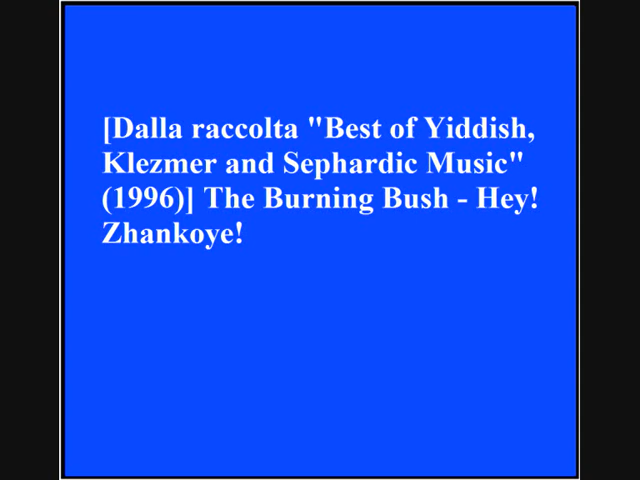 [Dalla raccolta "Best of Yiddish,
Klezmer and Sephardic Music"
(1996)] The Burning Bush - Hey!
Zhankoye!